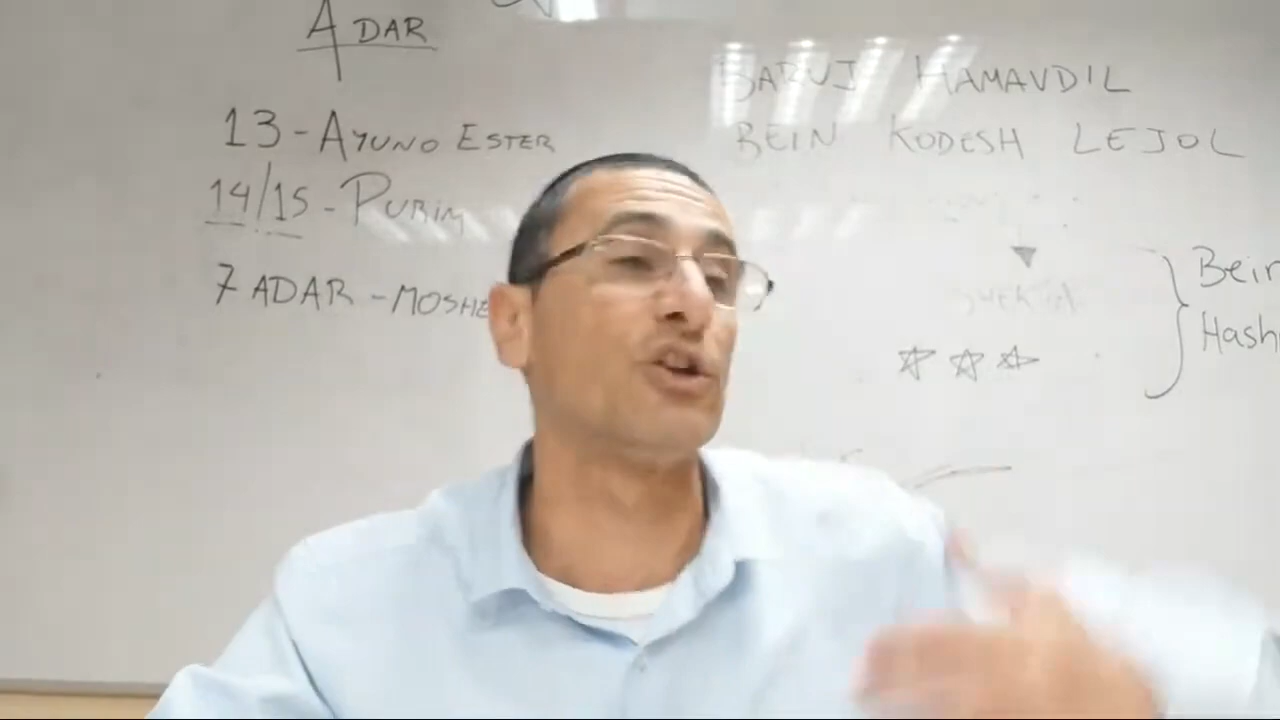 ADAR
13 - AYUNO ESTER
14/15 - PURIM
7 ADAR - MOSHE
BARUJ HAMAVDIL
BEIN KODESH LEJOL
Bein
Hash